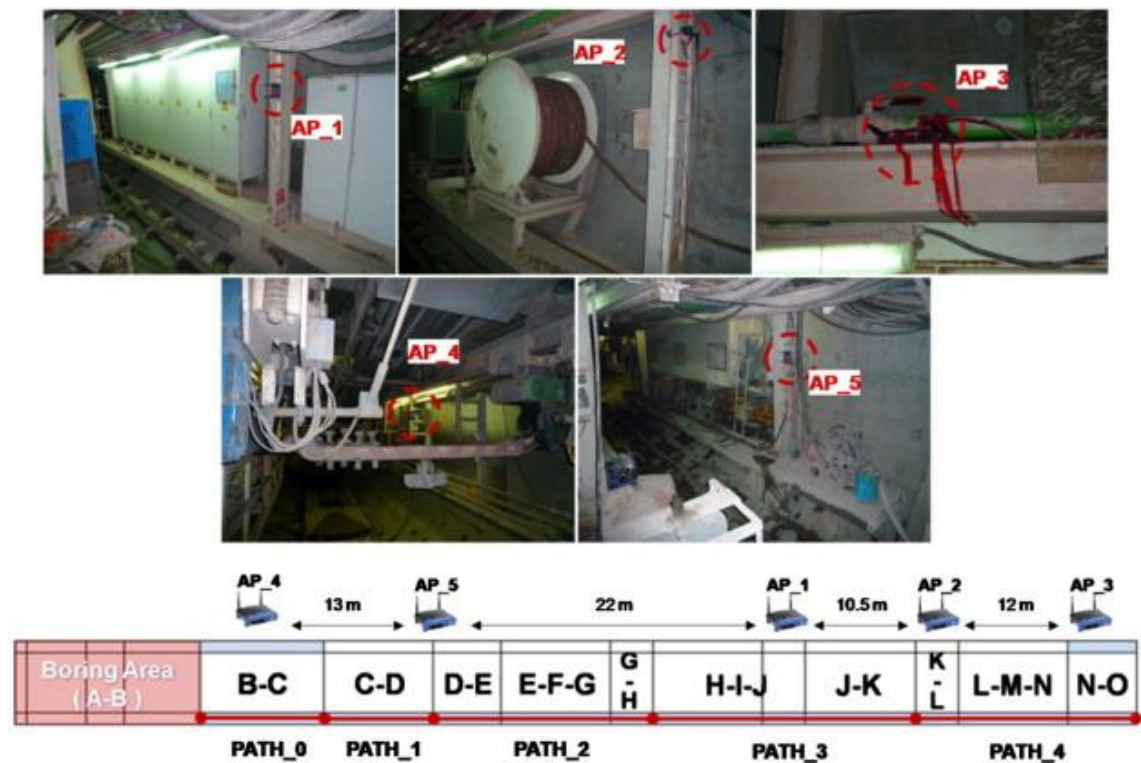 AP_2
AP_3
AP_1
AP_4
AP_5
AP_4
AP_5
AP_1
AP_2
AP_3
13 m
22 m
10.5 m
12 m
Boring Area
( A-B )
B-C
C-D
D-E
E-F-G
G
-
H
H-I-J
J-K
K
-
L
L-M-N
N-O
PATH_0
PATH_1
PATH_2
PATH_3
PATH_4